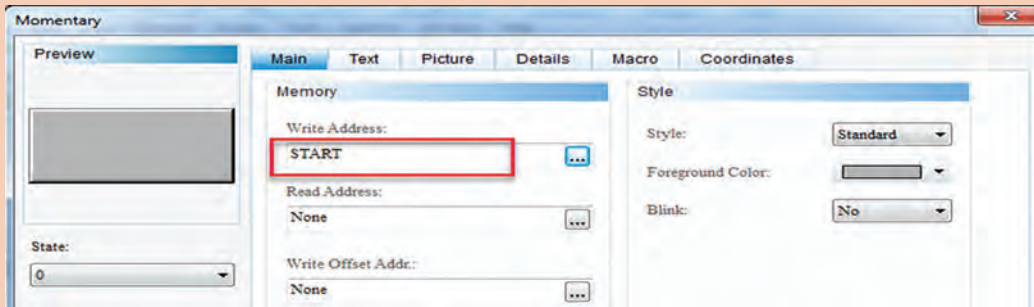 Momentary
Preview
Main Text Picture Details Macro Coordinates
Memory
Style
Write Address:
START
...
Style:
Standard
Read Address:
Foreground Color:
None
...
Blink:
No
State:
0
Write Offset Addr.:
None
...